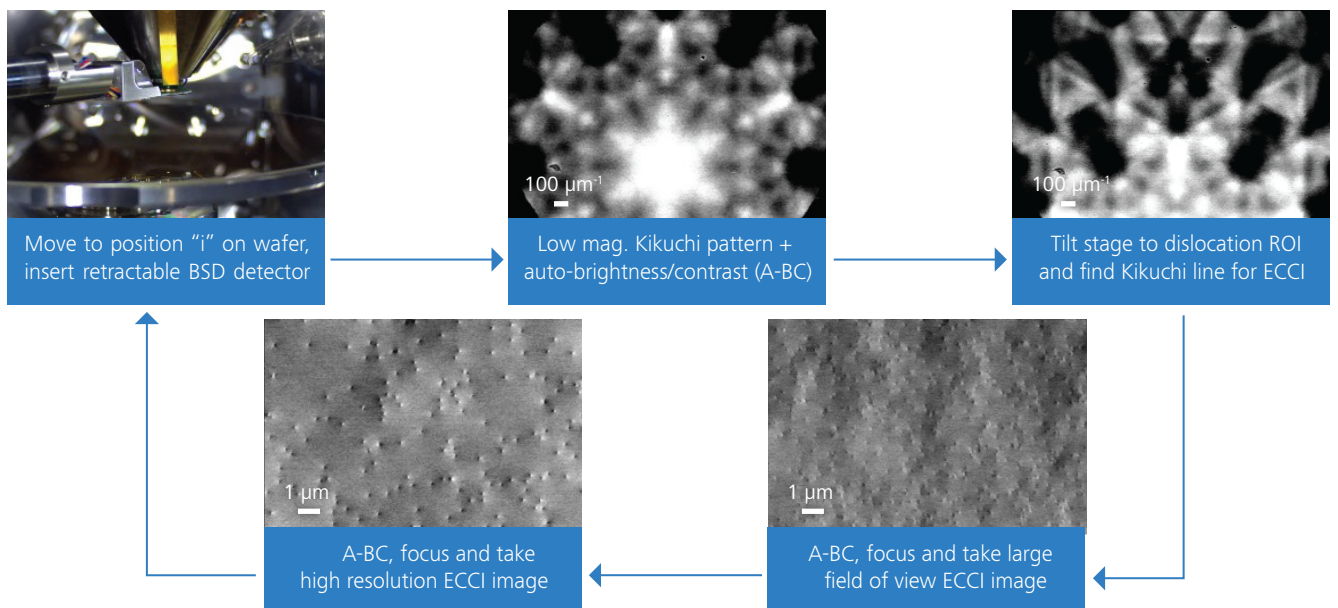 100 µm⁻¹
100 µm⁻¹
Move to position “i” on wafer,
insert retractable BSD detector
Low mag. Kikuchi pattern +
auto-brightness/contrast (A-BC)
Tilt stage to dislocation ROI
and find Kikuchi line for ECCI
1 µm
1 µm
A-BC, focus and take
high resolution ECCI image
A-BC, focus and take large
field of view ECCI image